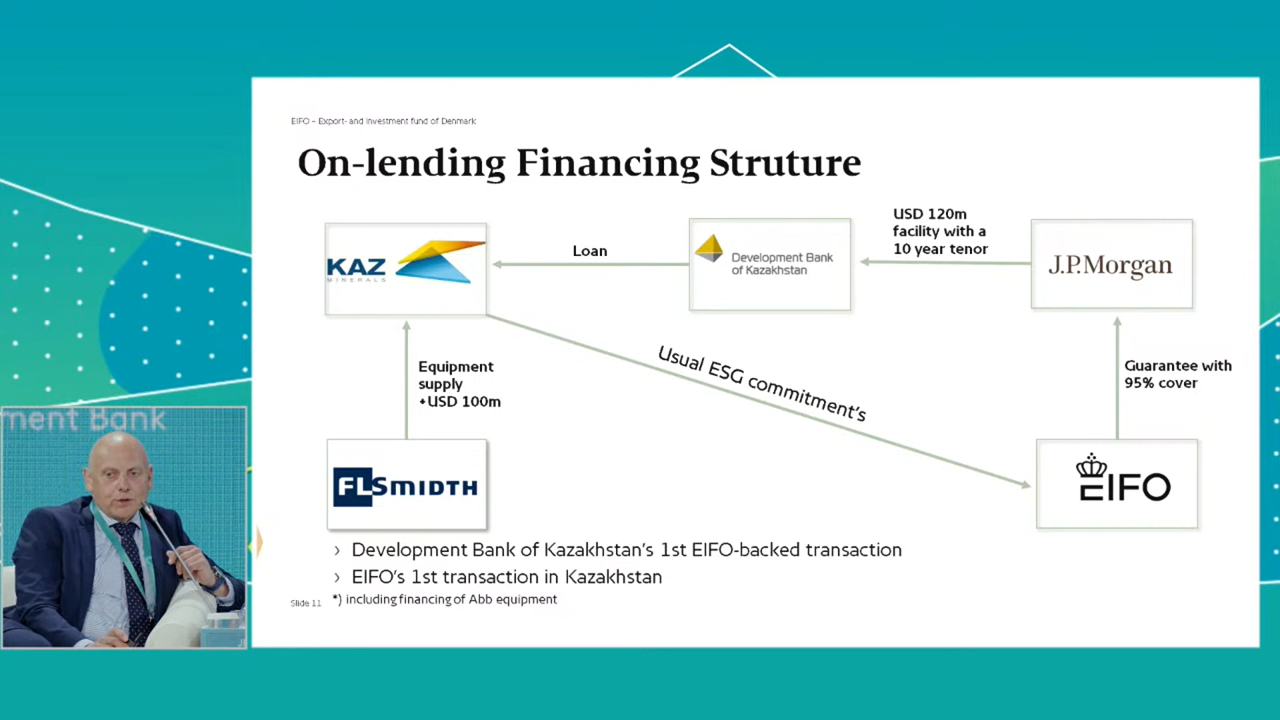 EIFO – Export- and Investment fund of Denmark
On-lending Financing Struture
KAZ
MINERALS
Loan
Development Bank
of Kazakhstan
USD 120m
facility with a
10 year tenor
J.P.Morgan
Usual ESG commitment's
Equipment
supply
+USD 100m
Guarantee with
95% cover
FLSMIDTH
EIFO
› Development Bank of Kazakhstan's 1st EIFO-backed transaction
› EIFO's 1st transaction in Kazakhstan
Slide 11 *) including financing of Abb equipment
ment Bank